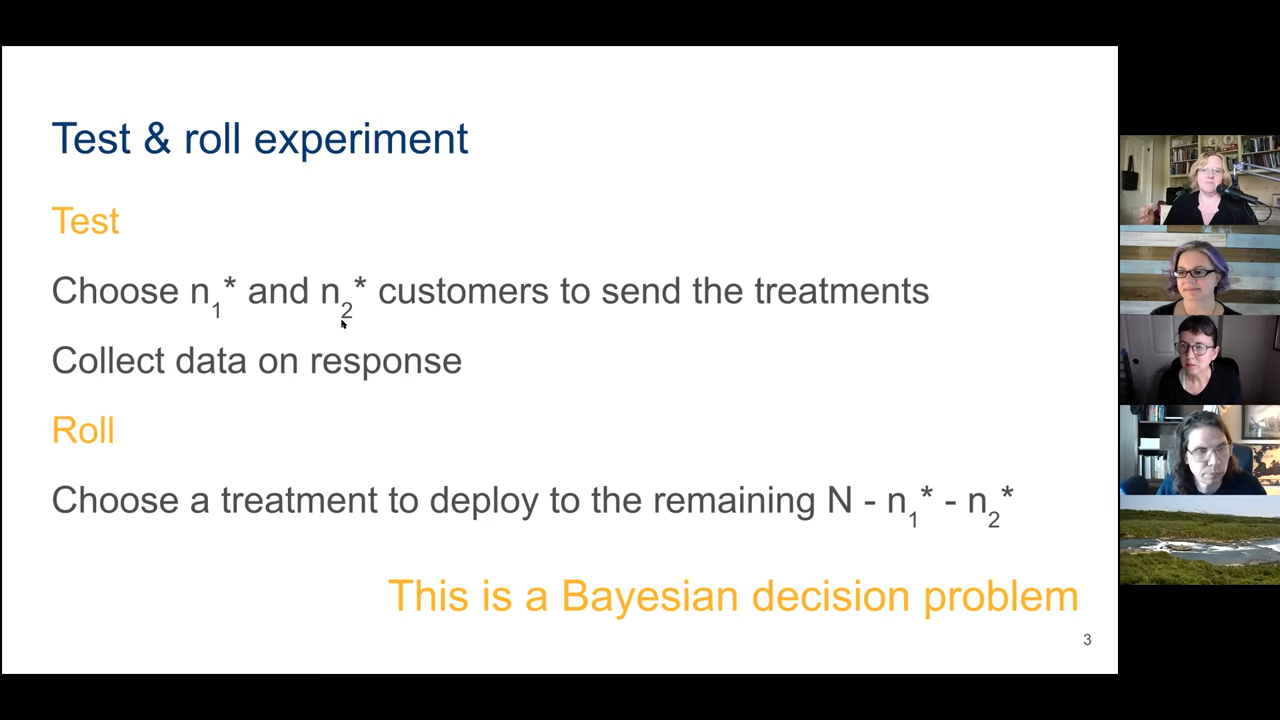 Test & roll experiment
Test
Choose n₁* and n₂* customers to send the treatments
Collect data on response
Roll
Choose a treatment to deploy to the remaining N - n₁* - n₂*
This is a Bayesian decision problem
3